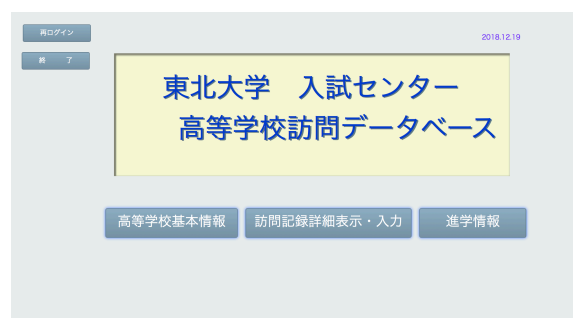 再ログイン
2018.12.19
終　　了
東北大学　入試センター
高等学校訪問データベース
高等学校基本情報
訪問記録詳細表示・入力
進学情報